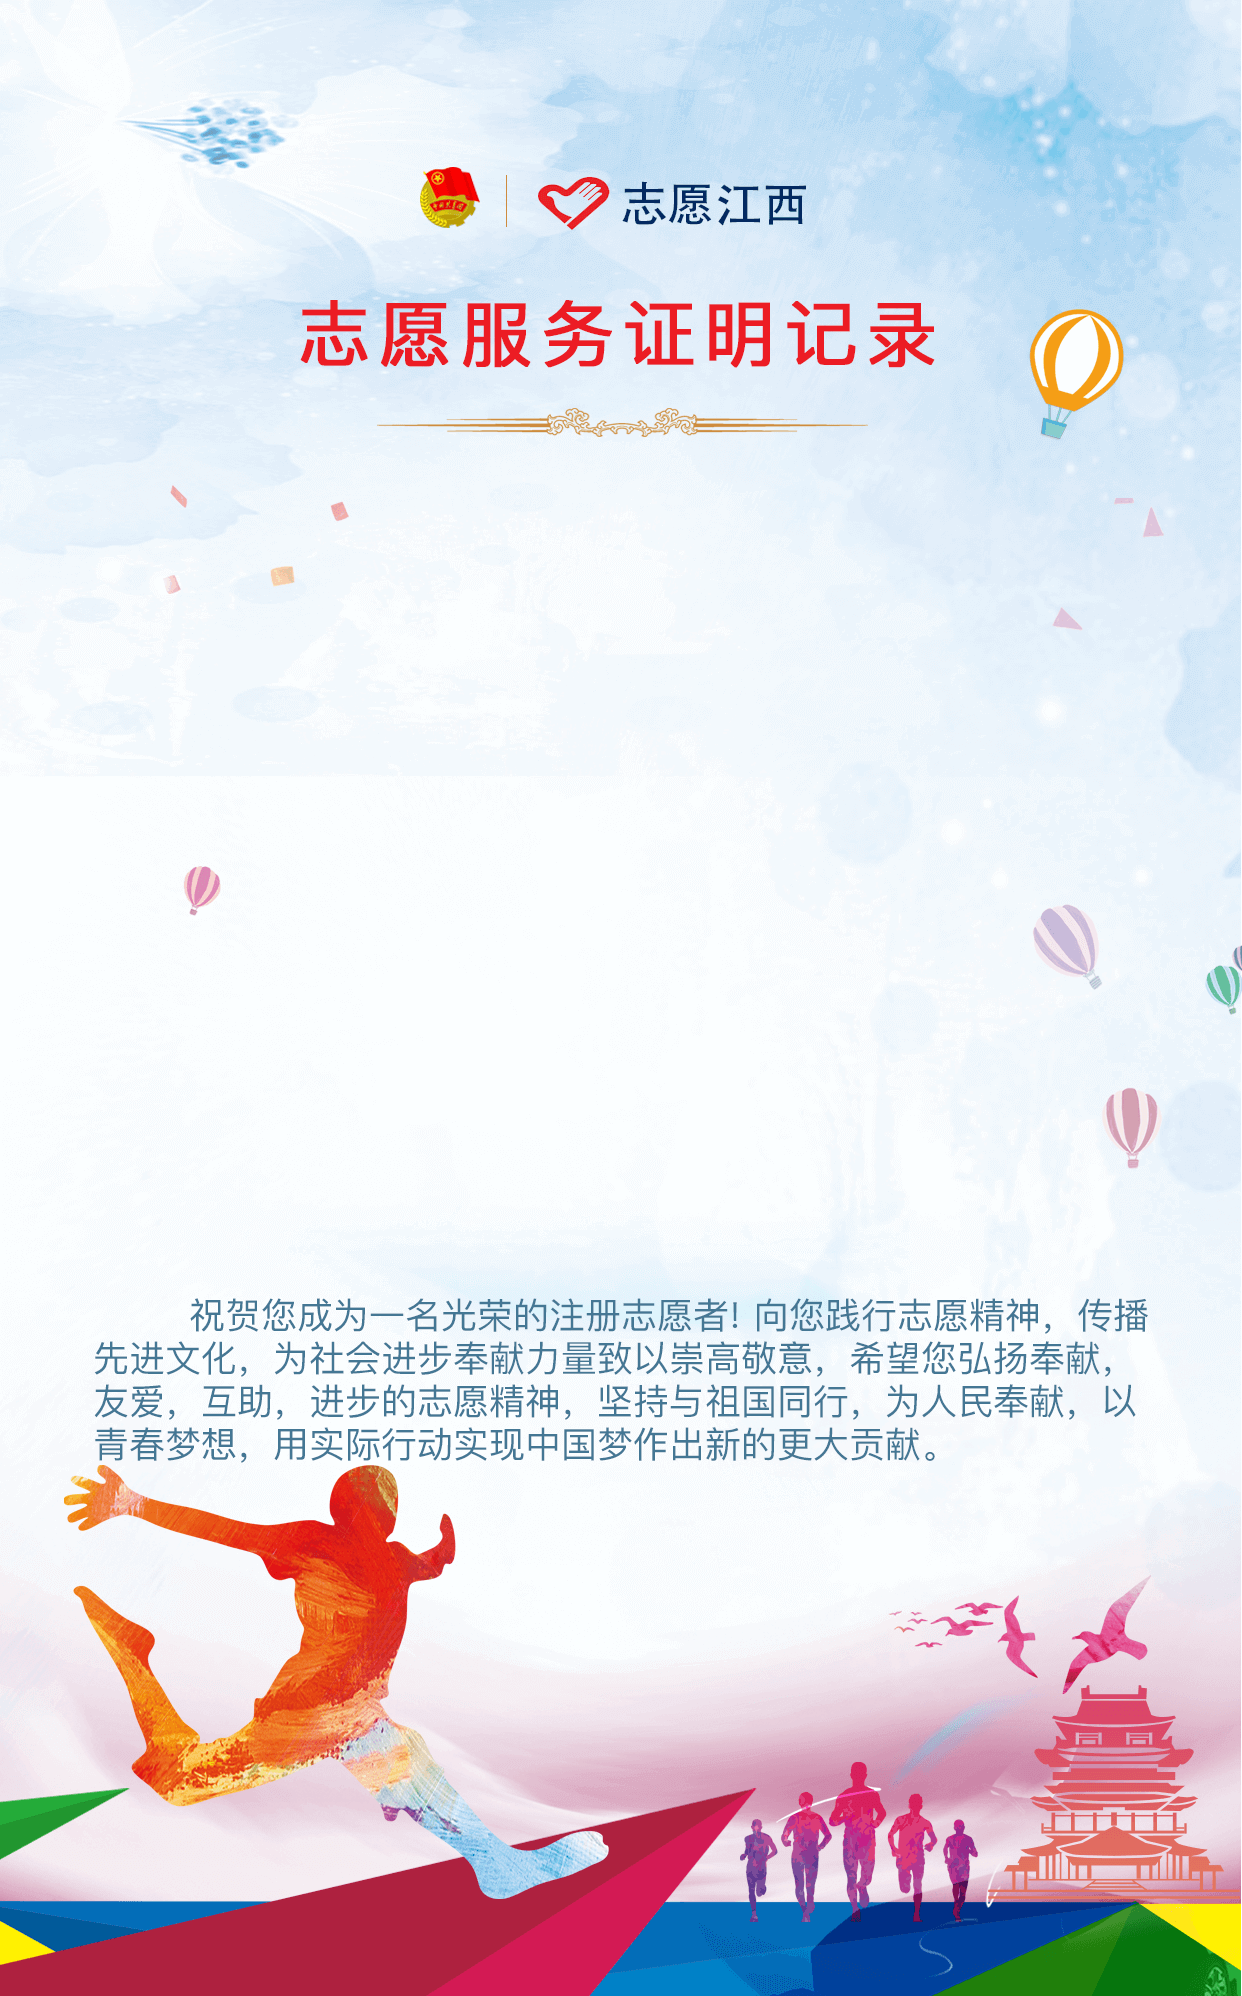 志愿江西
志愿服务证明记录
祝贺您成为一名光荣的注册志愿者! 向您践行志愿精神，传播
先进文化，为社会进步奉献力量致以崇高敬意，希望您弘扬奉献，
友爱，互助，进步的志愿精神，坚持与祖国同行，为人民奉献，以
青春梦想，用实际行动实现中国梦作出新的更大贡献。